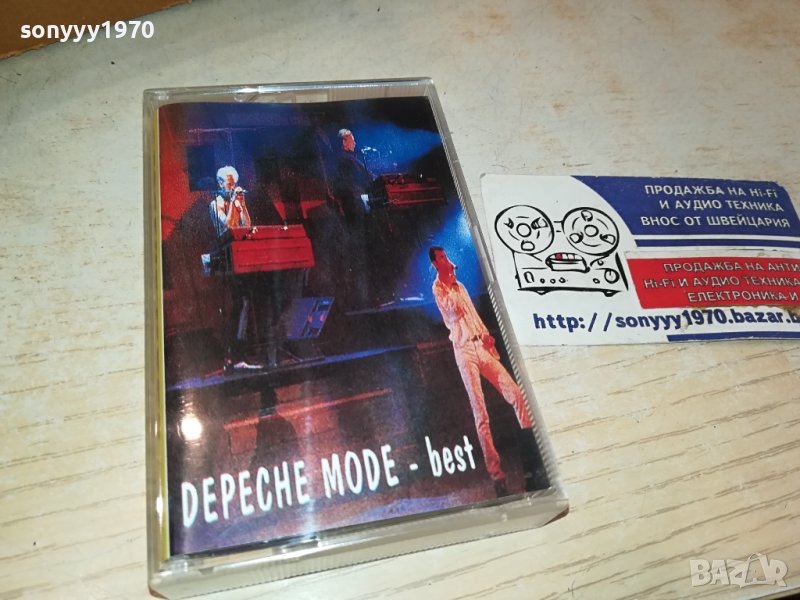 sonyyy1970
DEPECHE MODE - best
ПРОДАЖБА НА Hi-Fi
И АУДИО ТЕХНИКА
ВНОС ОТ ШВЕЙЦАРИЯ
ПРОДАЖБА НА АНТИ
Hi-Fi И АУДИО ТЕХНИКА
ЕЛЕКТРОНИКА И
http://sonyyy1970.bazar.b
BAZAR